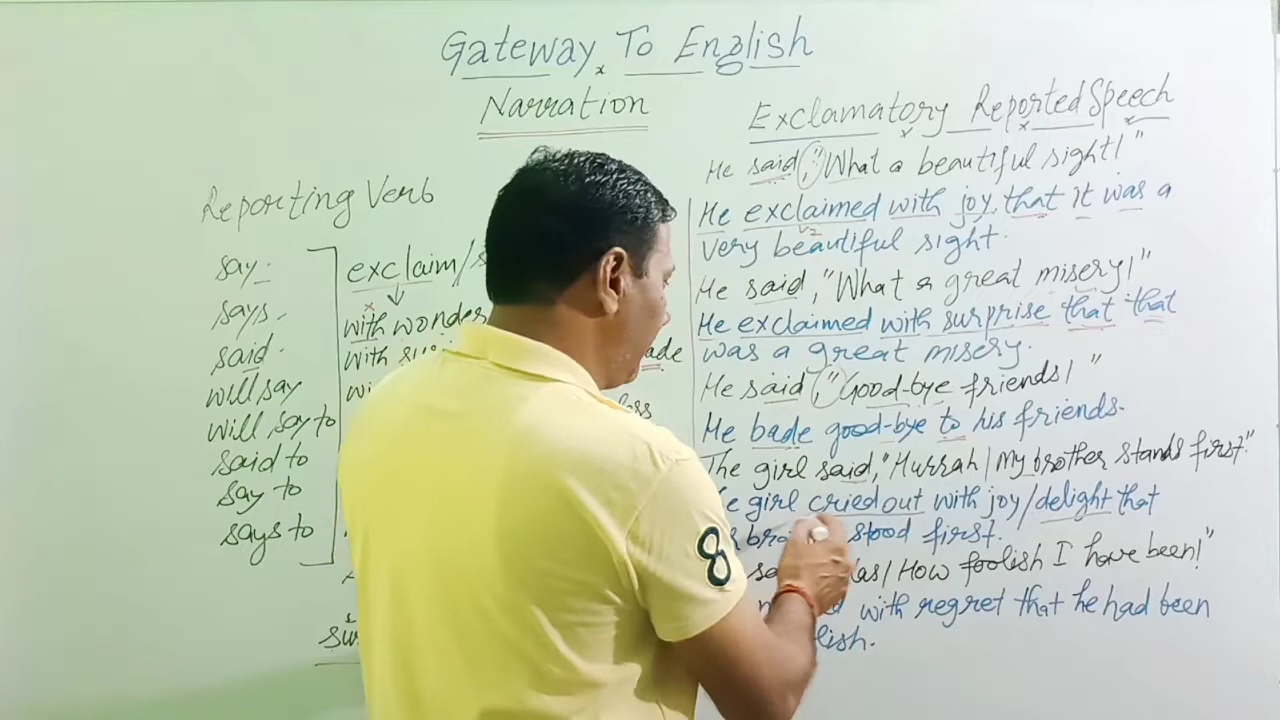 Gateway To English
Narration
Exclamatory Reported Speech
Reporting Verb
say
says
said
will say
will say to
said to
say to
says to
exclaim/
with wonder
with
bade
less
He said, "What a beautiful sight!"
He exclaimed with joy that it was a
V2
very beautiful sight.
He said, "What a great misery!"
He exclaimed with surprise that that
was a great misery.
He said, "Good-bye friends!"
He bade good-bye to his friends.
The girl said, "Hurrah! My brother stands first."
girl cried out with joy/delight that
stood first.
How foolish I have been!"
with regret that he had been
8